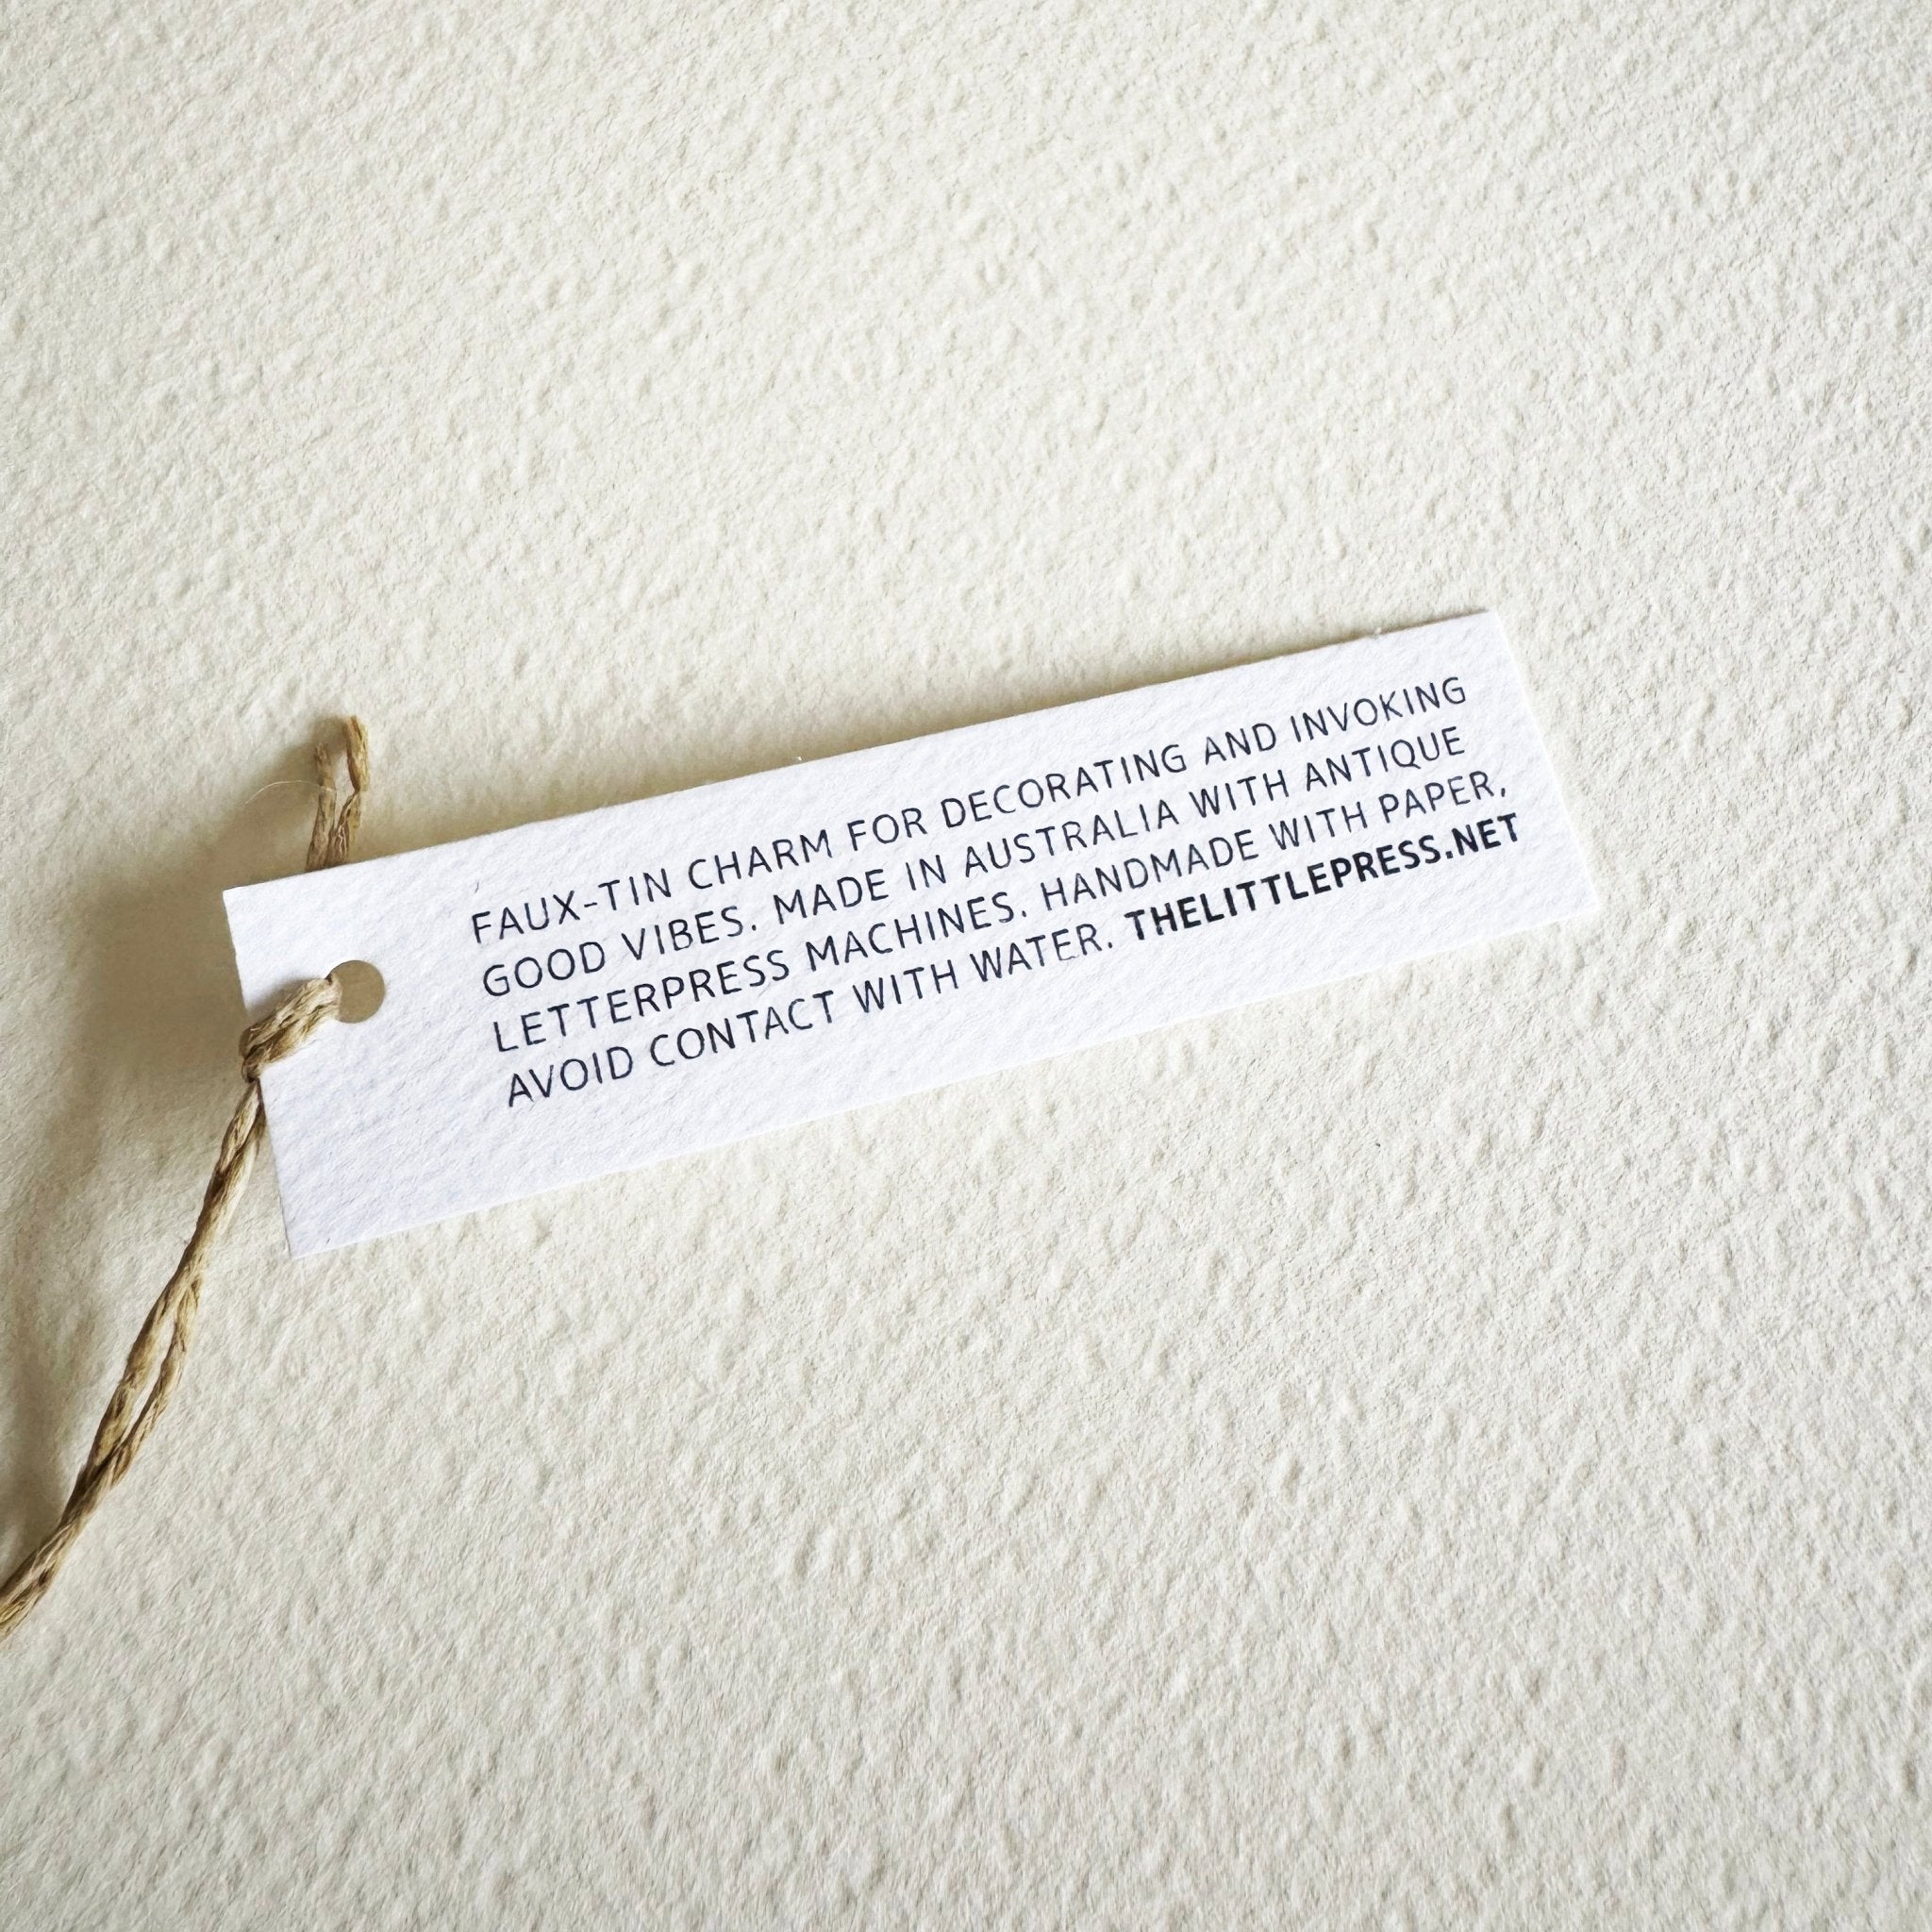 FAUX-TIN CHARM FOR DECORATING AND INVOKING
GOOD VIBES. MADE IN AUSTRALIA WITH ANTIQUE
LETTERPRESS MACHINES. HANDMADE WITH PAPER,
AVOID CONTACT WITH WATER. THELITTLEPRESS.NET